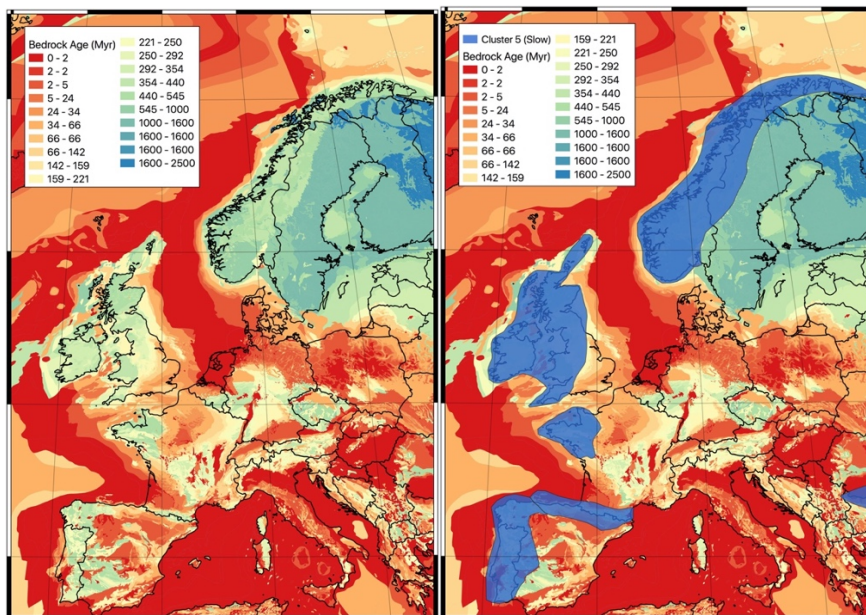 Bedrock Age (Myr)
0 - 2
2 - 2
2 - 5
5 - 24
24 - 34
34 - 66
66 - 66
66 - 142
142 - 159
159 - 221
221 - 250
250 - 292
292 - 354
354 - 440
440 - 545
545 - 1000
1000 - 1600
1600 - 1600
1600 - 1600
1600 - 2500
Cluster 5 (Slow)
Bedrock Age (Myr)
0 - 2
2 - 2
2 - 5
5 - 24
24 - 34
34 - 66
66 - 66
66 - 142
142 - 159
159 - 221
221 - 250
250 - 292
292 - 354
354 - 440
440 - 545
545 - 1000
1000 - 1600
1600 - 1600
1600 - 1600
1600 - 2500